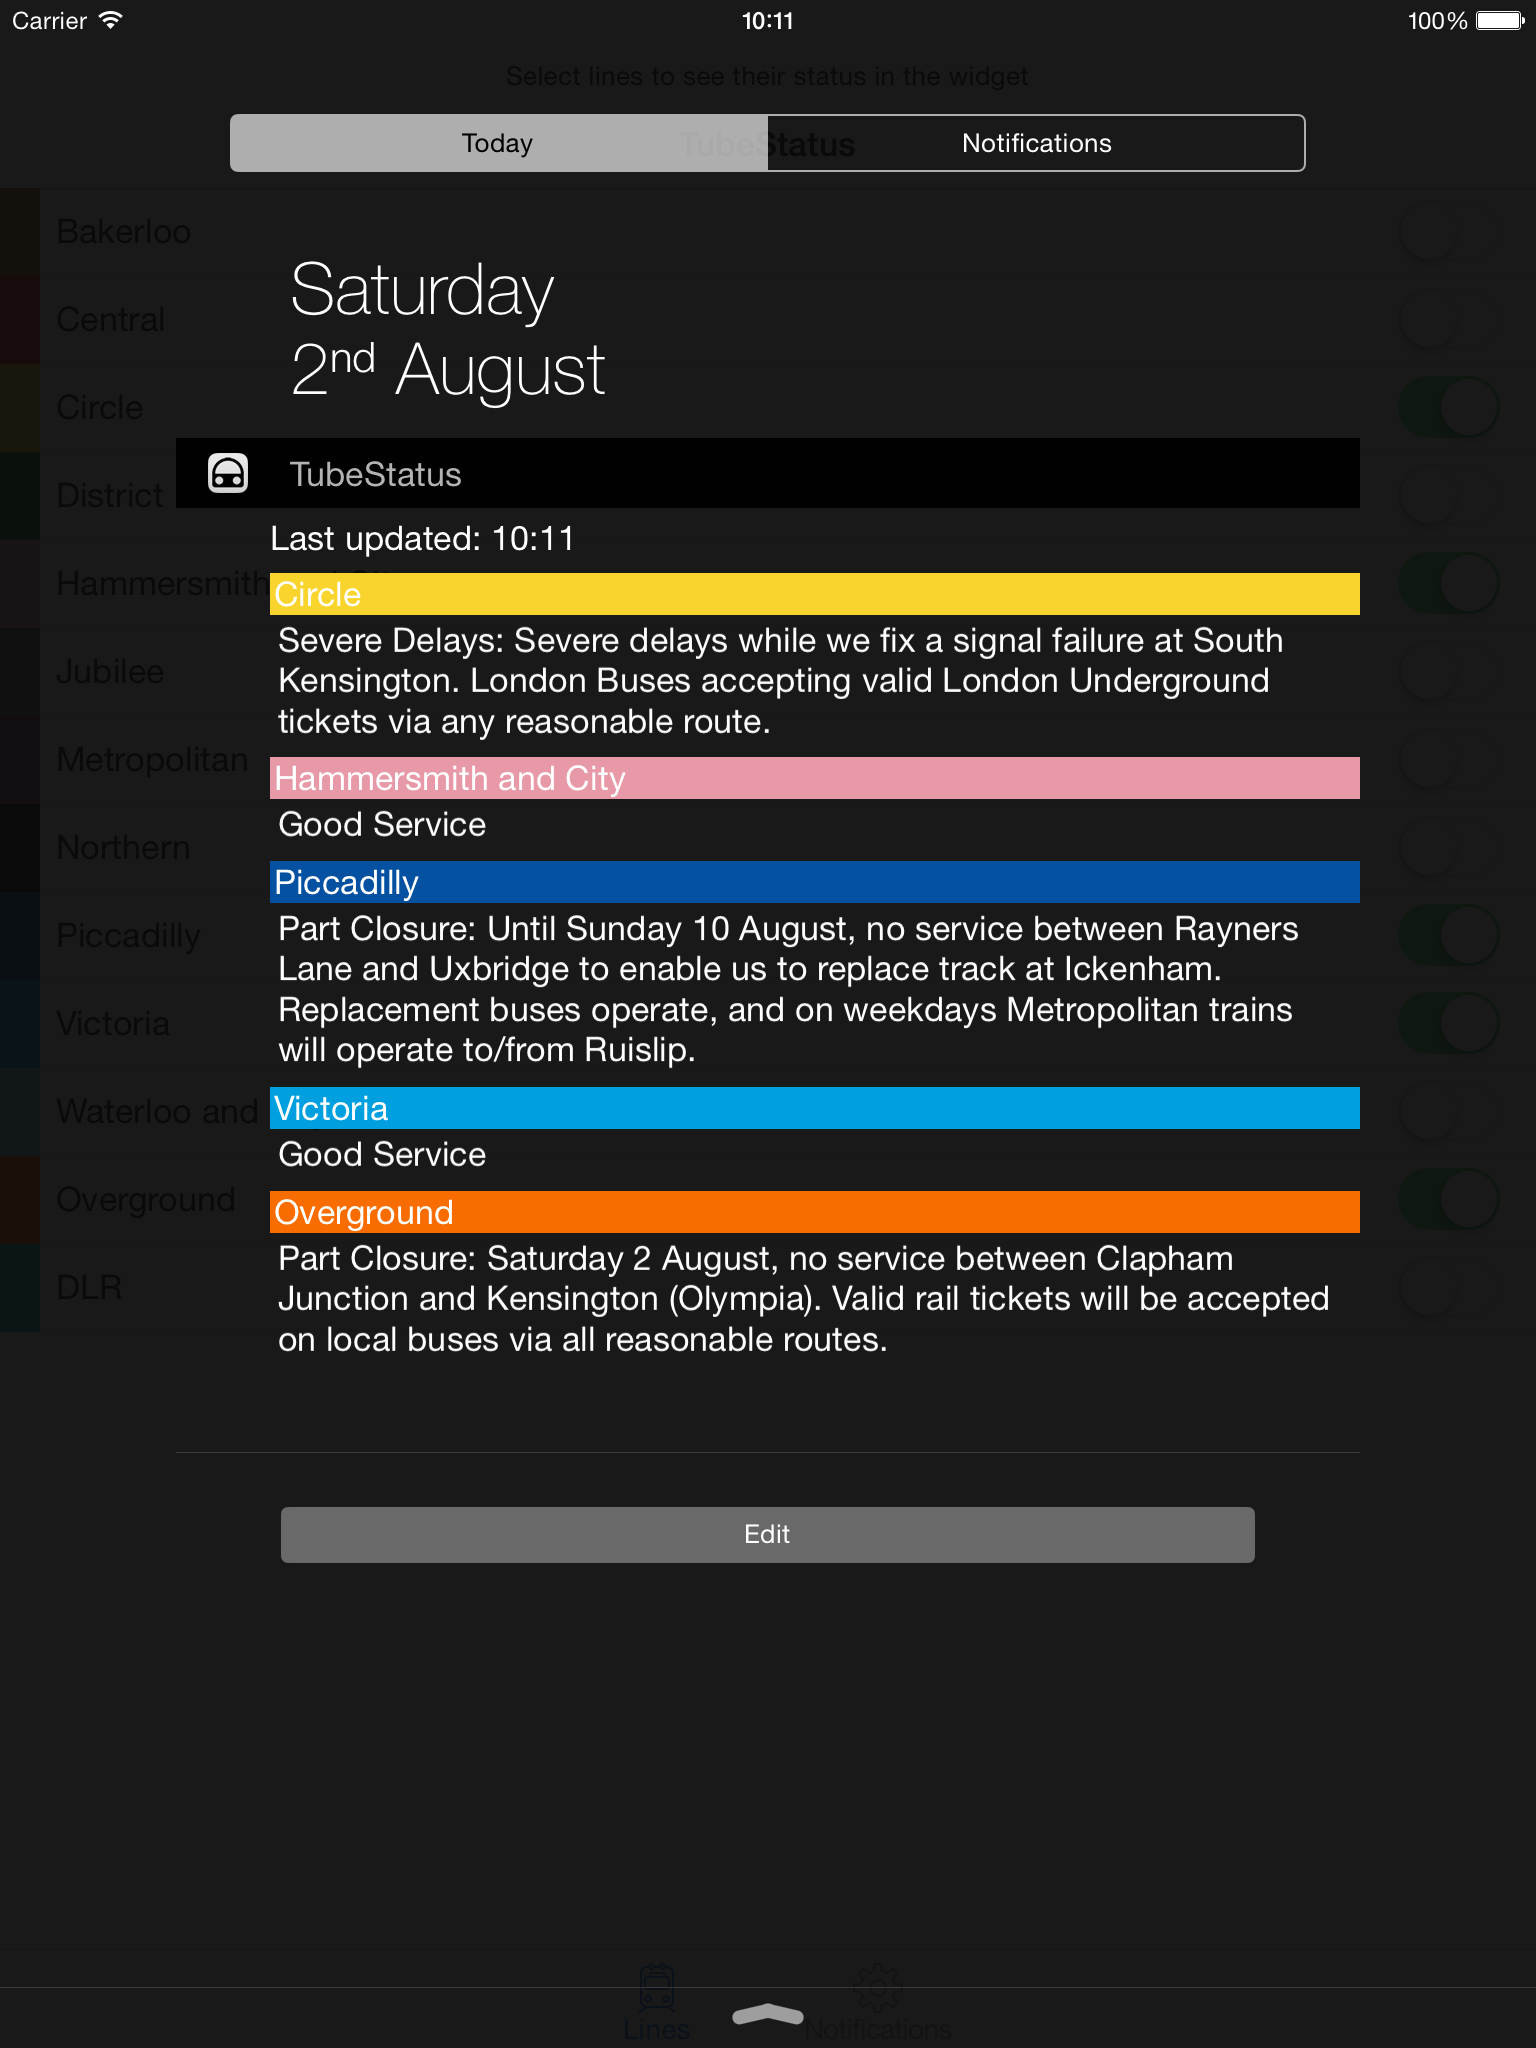 Carrier 10:11 100%
Select lines to see their status in the widget
TubeStatus
Today Notifications
Bakerloo
Saturday
Central
2nd August
Circle
TubeStatus
District
Last updated: 10:11
Hammersmith
Circle
Severe Delays: Severe delays while we fix a signal failure at South
Jubilee
Kensington. London Buses accepting valid London Underground
tickets via any reasonable route.
Metropolitan
Hammersmith and City
Good Service
Northern
Piccadilly
Part Closure: Until Sunday 10 August, no service between Rayners
Piccadilly
Lane and Uxbridge to enable us to replace track at Ickenham.
Replacement buses operate, and on weekdays Metropolitan trains
Victoria
will operate to/from Ruislip.
Waterloo and
Victoria
Good Service
Overground
Overground
Part Closure: Saturday 2 August, no service between Clapham
DLR
Junction and Kensington (Olympia). Valid rail tickets will be accepted
on local buses via all reasonable routes.
Edit
Lines Notifications